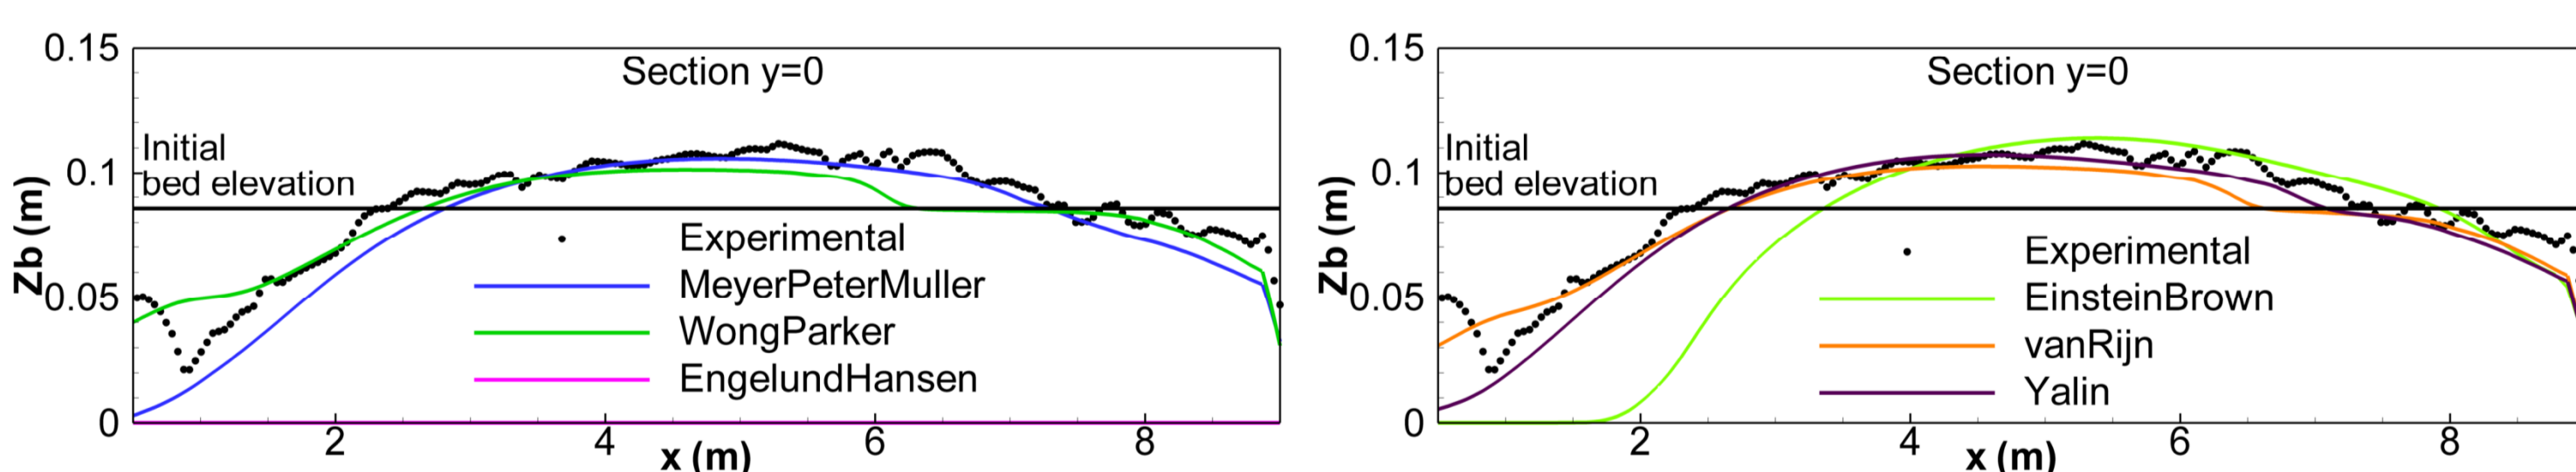 0.15
Section y=0
Initial
bed elevation
0.1
Zb (m)
0.05
0
Experimental
MeyerPeterMuller
WongParker
EngelundHansen
2
4
6
8
x (m)
0.15
Section y=0
Initial
bed elevation
0.1
Zb (m)
0.05
0
Experimental
EinsteinBrown
vanRijn
Yalin
2
4
6
8
x (m)